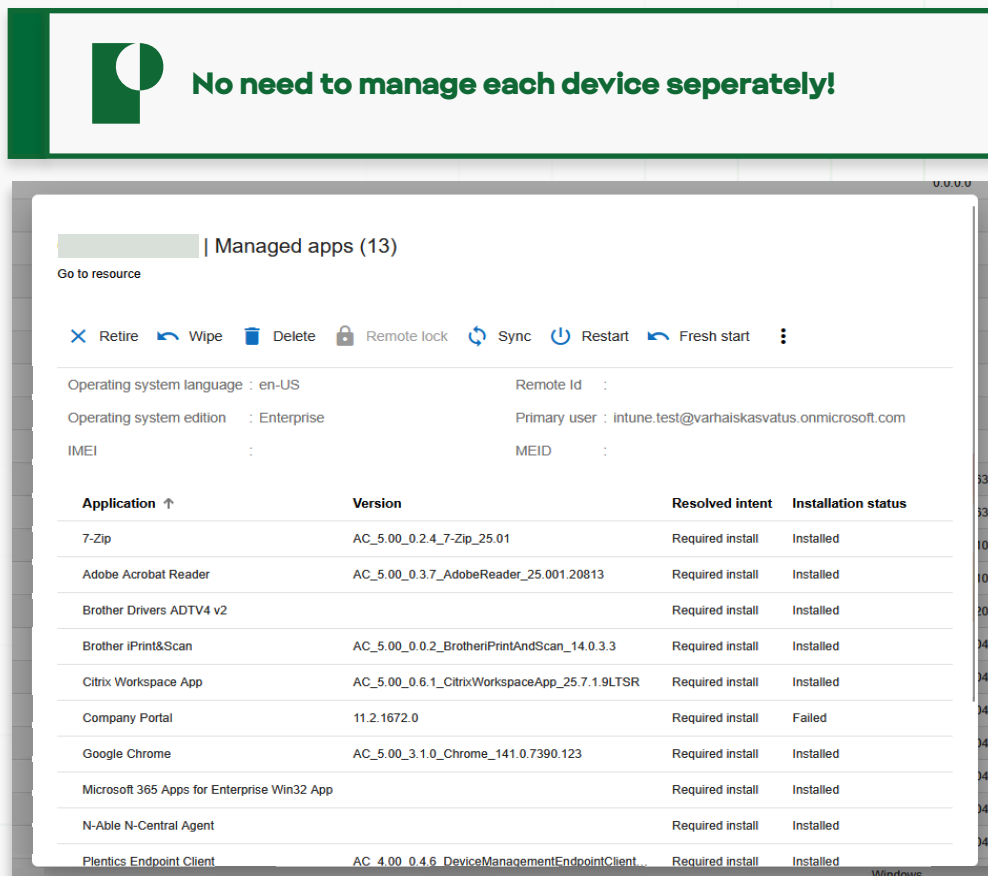 No need to manage each device seperately!
0.0.0.0
| Managed apps (13)
Go to resource
Retire Wipe Delete Remote lock Sync Restart Fresh start
Operating system language : en-US Remote Id :
Operating system edition : Enterprise Primary user : intune.test@varhaiskasvatus.onmicrosoft.com
IMEI : MEID :
Application Version Resolved intent Installation status
7-Zip AC_5.00_0.2.4_7-Zip_25.01 Required install Installed
Adobe Acrobat Reader AC_5.00_0.3.7_AdobeReader_25.001.20813 Required install Installed
Brother Drivers ADTV4 v2 Required install Installed
Brother iPrint&Scan AC_5.00_0.0.2_BrotheriPrintAndScan_14.0.3.3 Required install Installed
Citrix Workspace App AC_5.00_0.6.1_CitrixWorkspaceApp_25.7.1.9LTSR Required install Installed
Company Portal 11.2.1672.0 Required install Failed
Google Chrome AC_5.00_3.1.0_Chrome_141.0.7390.123 Required install Installed
Microsoft 365 Apps for Enterprise Win32 App Required install Installed
N-Able N-Central Agent Required install Installed
Plentics Endpoint Client AC_4.00_0.4.6_DeviceManagementEndpointClient... Required install Installed
Windows